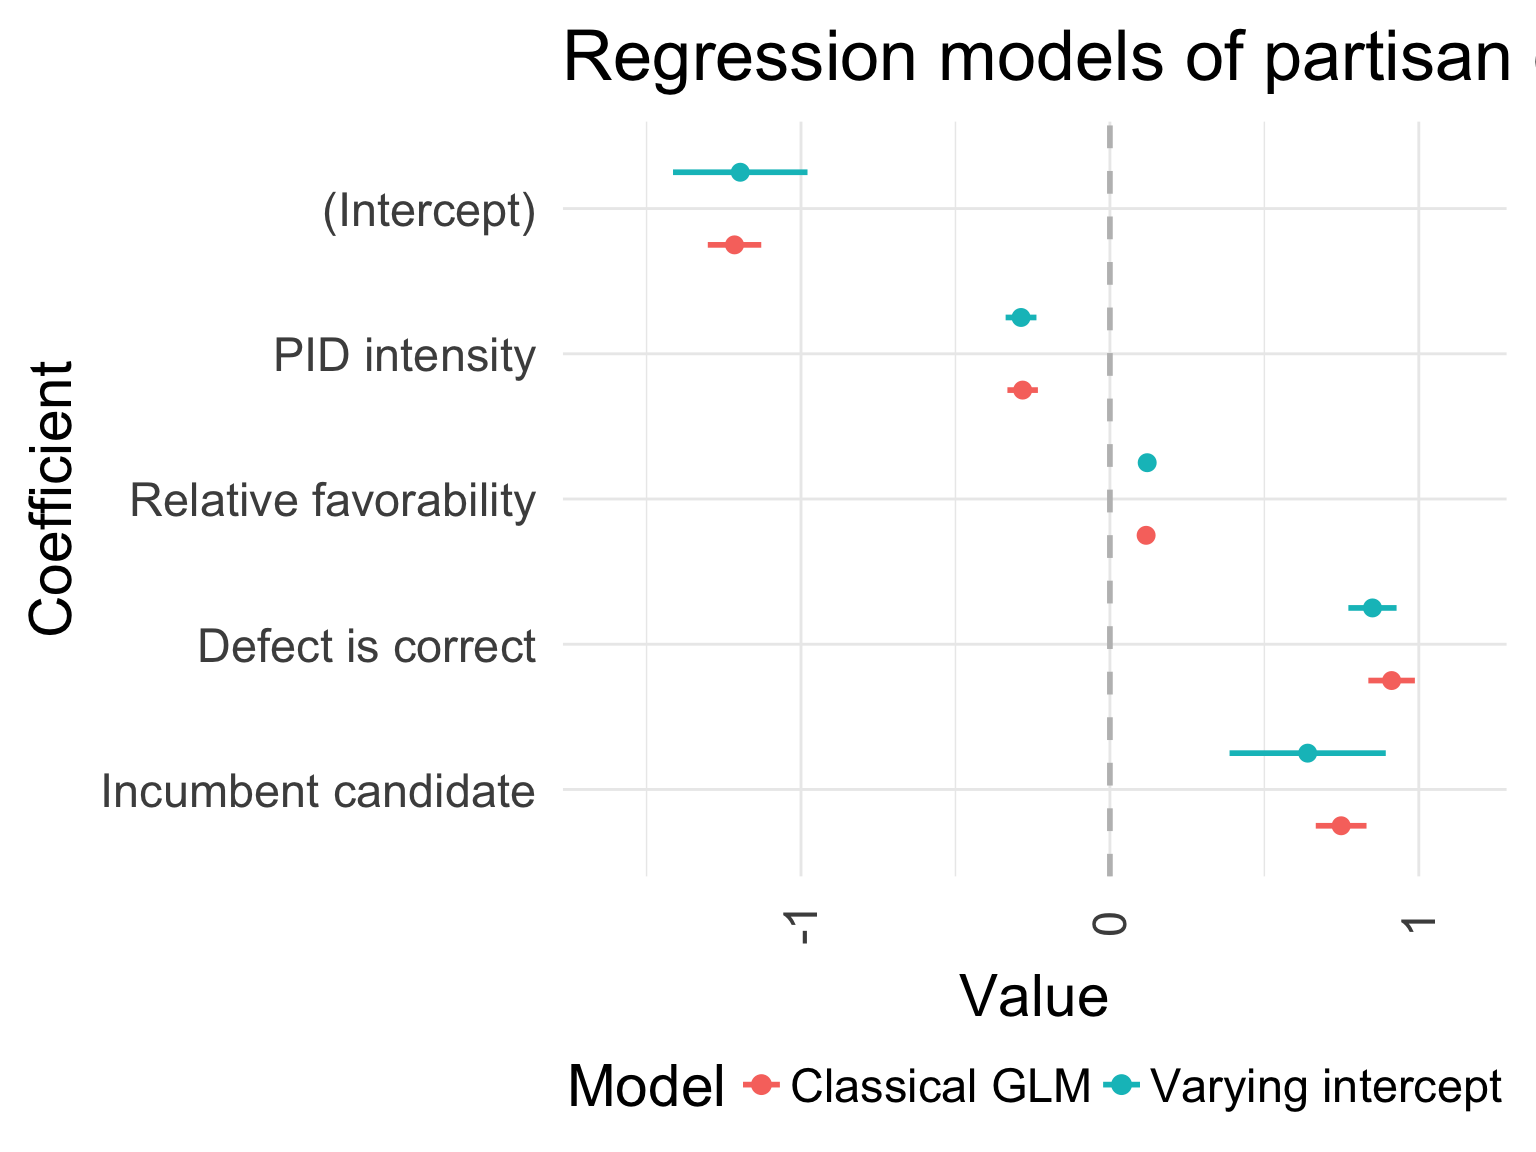 Regression models of partisan
Coefficient
(Intercept)
PID intensity
Relative favorability
Defect is correct
Incumbent candidate
-1 0 1
Value
Model Classical GLM Varying intercept